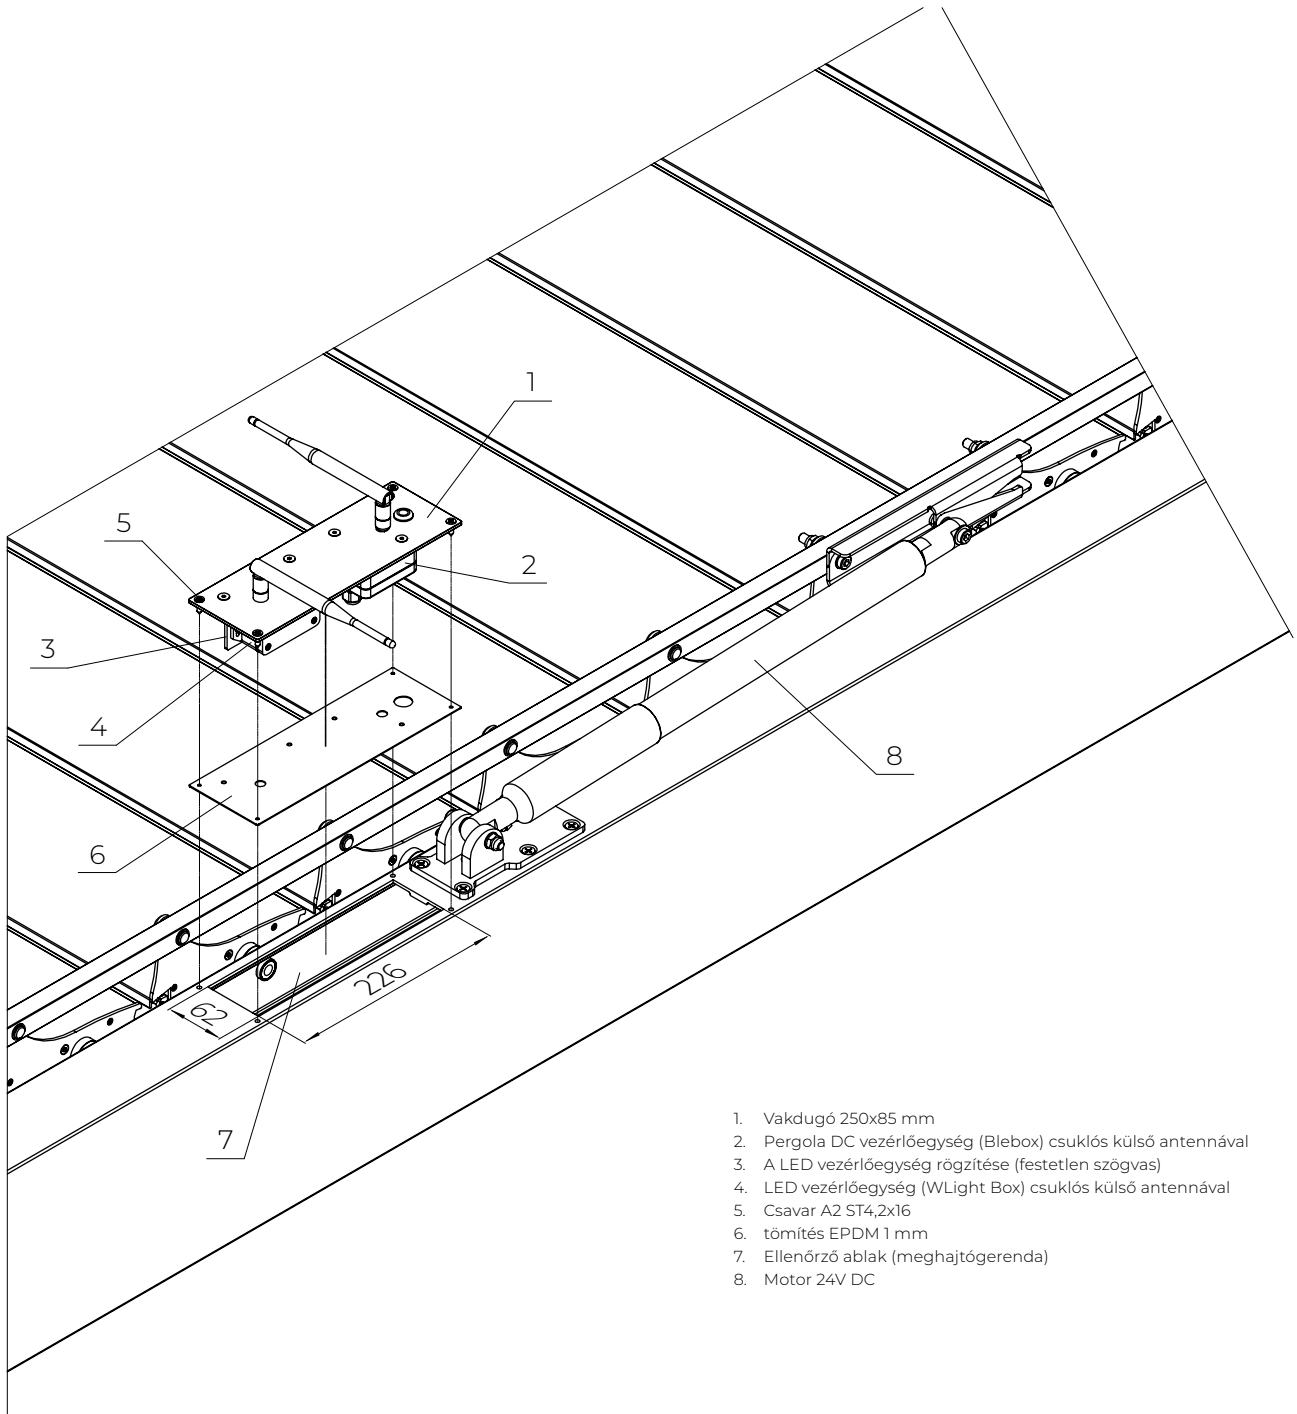 1
5
2
3
4
8
6
226
62
7
1. Vakdugó 250x85 mm
2. Pergola DC vezérlőegység (Blebox) csuklós külső antennával
3. A LED vezérlőegység rögzítése (festetlen szögvas)
4. LED vezérlőegység (WLight Box) csuklós külső antennával
5. Csavar A2 ST4,2x16
6. tömítés EPDM 1 mm
7. Ellenőrző ablak (meghajtógerenda)
8. Motor 24V DC